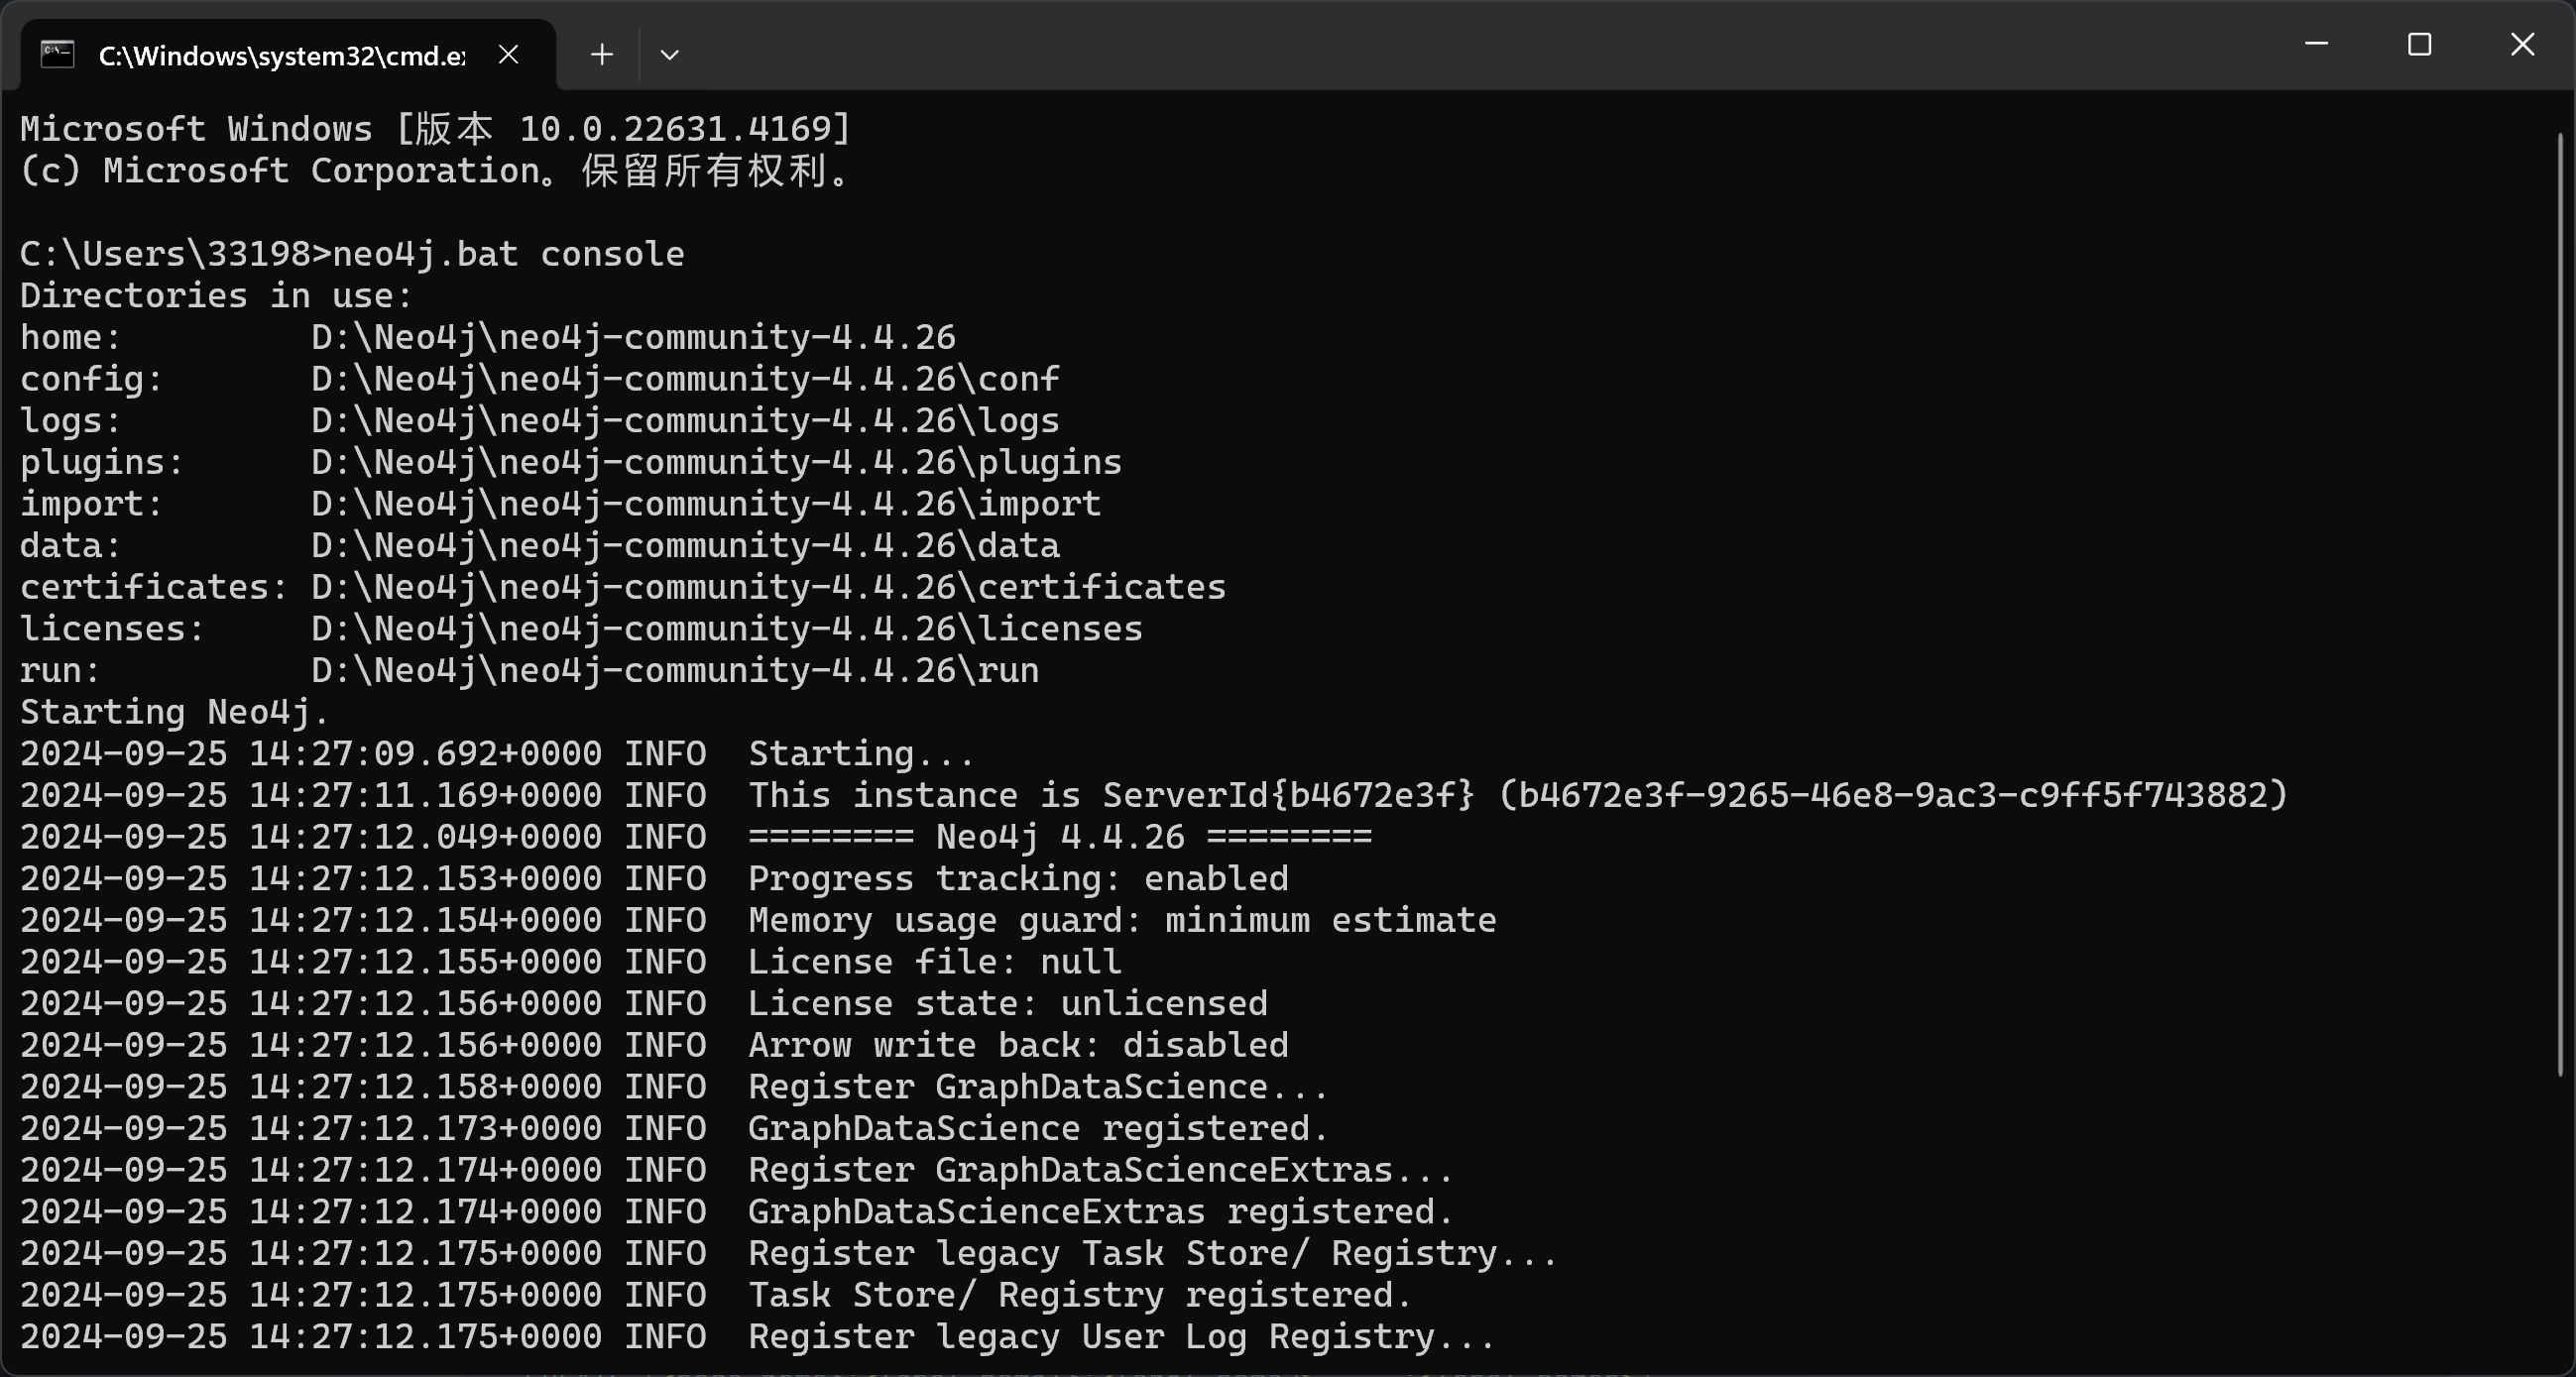 C:\Windows\system32\cmd.e
Microsoft Windows [版本 10.0.22631.4169]
(c) Microsoft Corporation。保留所有权利。
C:\Users\33198>neo4j.bat console
Directories in use:
home:         D:\Neo4j\neo4j-community-4.4.26
config:       D:\Neo4j\neo4j-community-4.4.26\conf
logs:         D:\Neo4j\neo4j-community-4.4.26\logs
plugins:      D:\Neo4j\neo4j-community-4.4.26\plugins
import:       D:\Neo4j\neo4j-community-4.4.26\import
data:         D:\Neo4j\neo4j-community-4.4.26\data
certificates: D:\Neo4j\neo4j-community-4.4.26\certificates
licenses:     D:\Neo4j\neo4j-community-4.4.26\licenses
run:          D:\Neo4j\neo4j-community-4.4.26\run
Starting Neo4j.
2024-09-25 14:27:09.692+0000 INFO  Starting...
2024-09-25 14:27:11.169+0000 INFO  This instance is ServerId{b4672e3f} (b4672e3f-9265-46e8-9ac3-c9ff5f743882)
2024-09-25 14:27:12.049+0000 INFO  ======== Neo4j 4.4.26 ========
2024-09-25 14:27:12.153+0000 INFO  Progress tracking: enabled
2024-09-25 14:27:12.154+0000 INFO  Memory usage guard: minimum estimate
2024-09-25 14:27:12.155+0000 INFO  License file: null
2024-09-25 14:27:12.156+0000 INFO  License state: unlicensed
2024-09-25 14:27:12.156+0000 INFO  Arrow write back: disabled
2024-09-25 14:27:12.158+0000 INFO  Register GraphDataScience...
2024-09-25 14:27:12.173+0000 INFO  GraphDataScience registered.
2024-09-25 14:27:12.174+0000 INFO  Register GraphDataScienceExtras...
2024-09-25 14:27:12.174+0000 INFO  GraphDataScienceExtras registered.
2024-09-25 14:27:12.175+0000 INFO  Register legacy Task Store/ Registry...
2024-09-25 14:27:12.175+0000 INFO  Task Store/ Registry registered.
2024-09-25 14:27:12.175+0000 INFO  Register legacy User Log Registry...